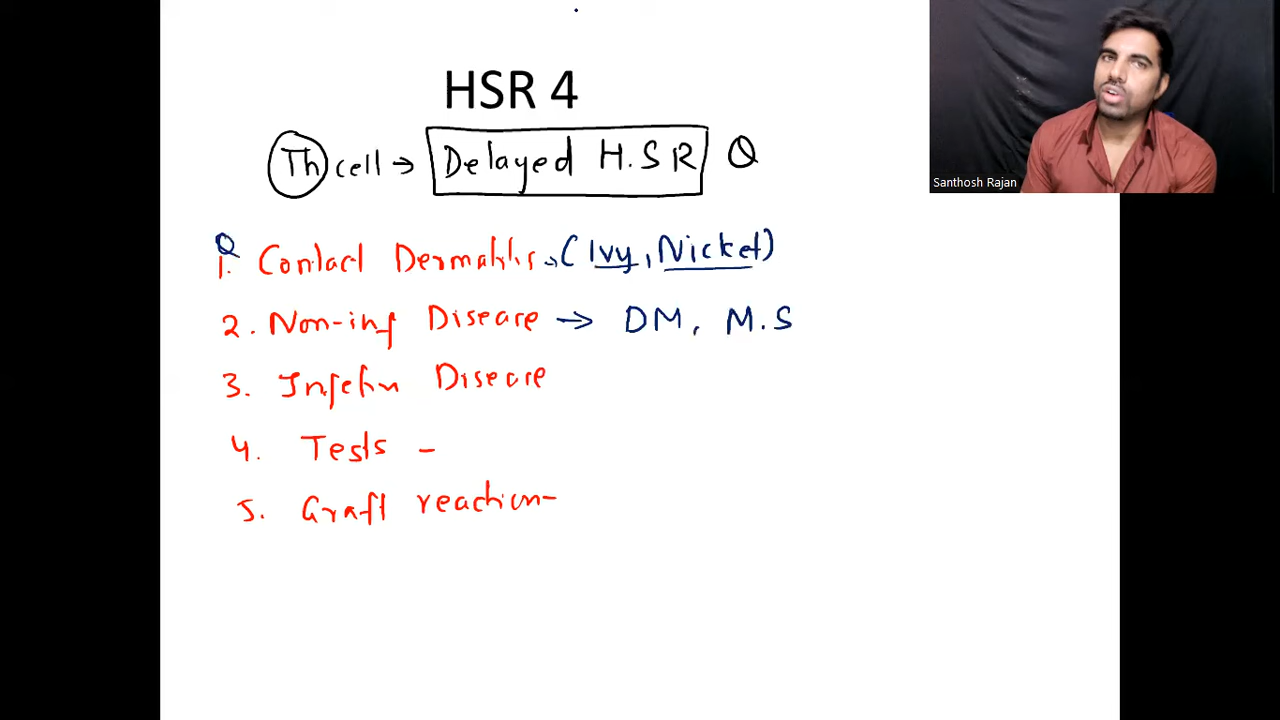 HSR 4
Th cell → Delayed H.S.R Q
Santhosh Rajan
Q
1. Contact Dermatitis → (Ivy, Nickel)
2. Non-inf Disease → DM, M.S
3. Infectin Disease
4. Tests -
5. Graft reaction-